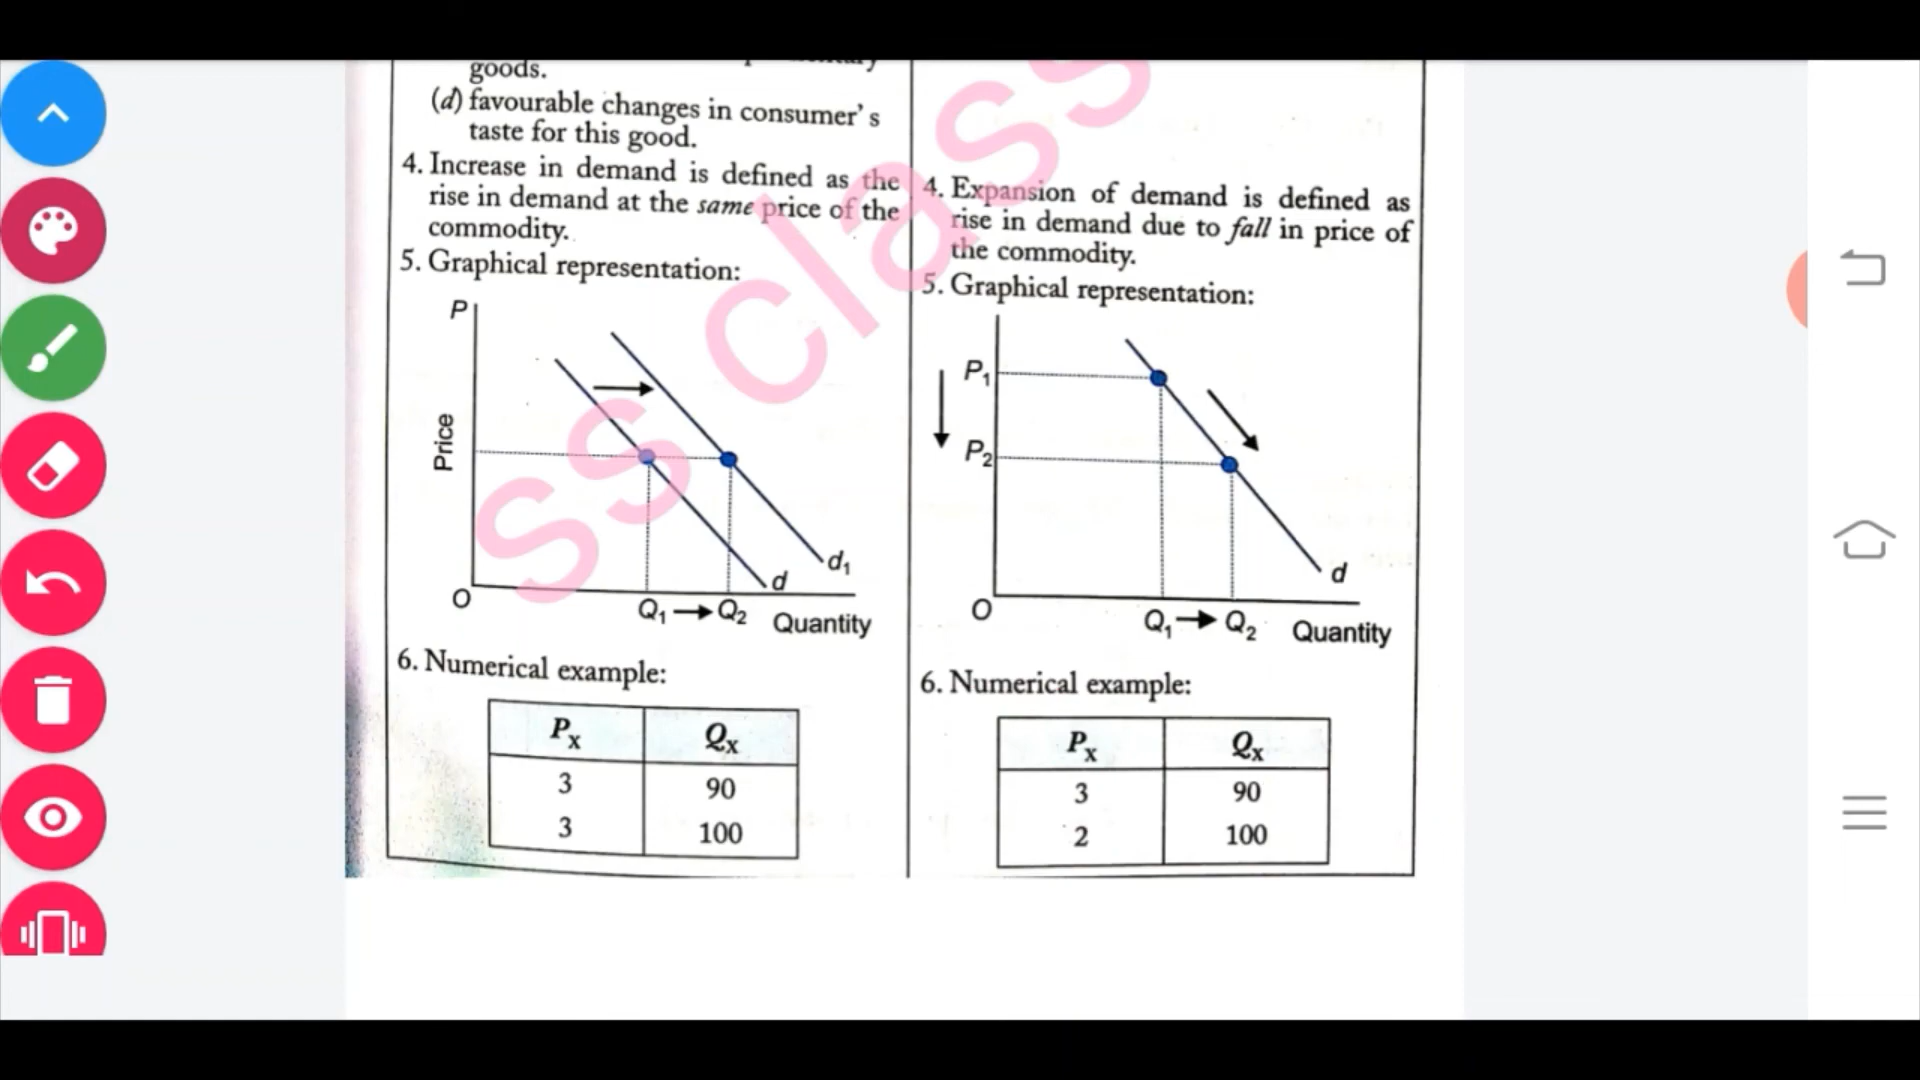 goods.
(d) favourable changes in consumer's
taste for this good.
4. Increase in demand is defined as the
rise in demand at the same price of the
commodity.
5. Graphical representation:
P
Price
O
Q1 → Q2
Quantity
d
d1
6. Numerical example:
Px Qx
3 90
3 100
4. Expansion of demand is defined as
rise in demand due to fall in price of
the commodity.
5. Graphical representation:
P1
P2
O
Q1 → Q2
Quantity
d
6. Numerical example:
Px Qx
3 90
2 100
ss class